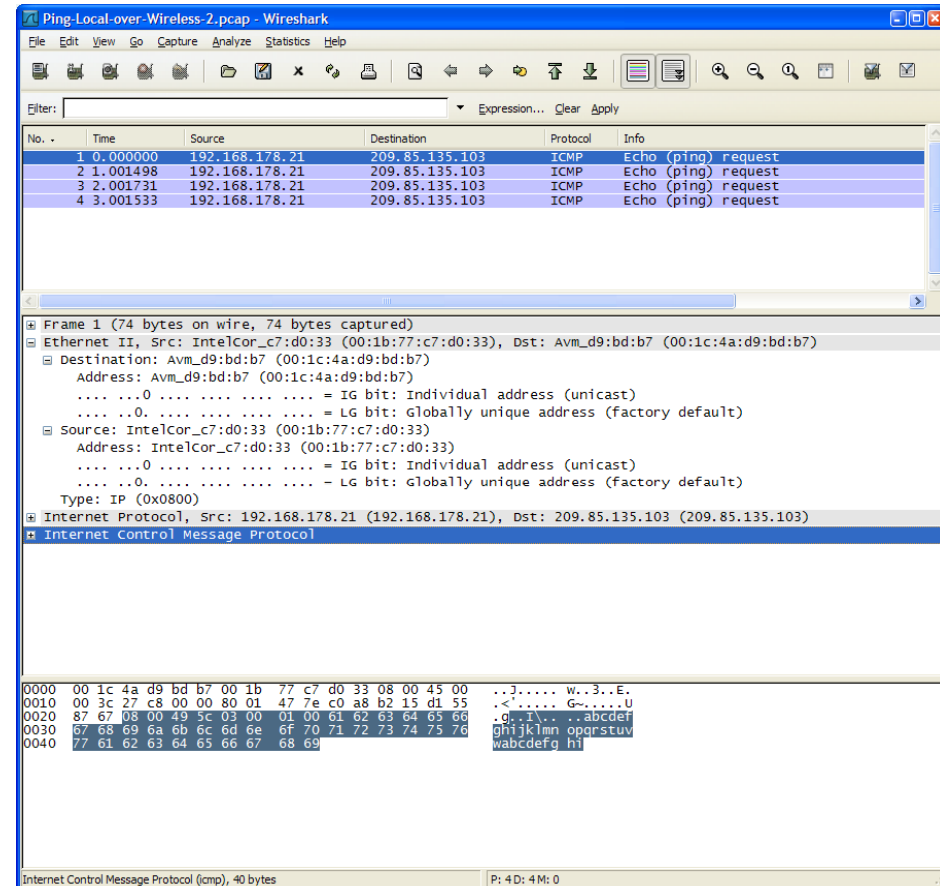 Ping-Local-over-Wireless-2.pcap - Wireshark
File Edit View Go Capture Analyze Statistics Help
Filter: Expression... Clear Apply
No. . Time Source Destination Protocol Info
1 0.000000 192.168.178.21 209.85.135.103 ICMP Echo (ping) request
2 1.001498 192.168.178.21 209.85.135.103 ICMP Echo (ping) request
3 2.001731 192.168.178.21 209.85.135.103 ICMP Echo (ping) request
4 3.001533 192.168.178.21 209.85.135.103 ICMP Echo (ping) request
Frame 1 (74 bytes on wire, 74 bytes captured)
Ethernet II, Src: IntelCor_c7:d0:33 (00:1b:77:c7:d0:33), Dst: Avm_d9:bd:b7 (00:1c:4a:d9:bd:b7)
Destination: Avm_d9:bd:b7 (00:1c:4a:d9:bd:b7)
Address: Avm_d9:bd:b7 (00:1c:4a:d9:bd:b7)
.... ...0 .... .... .... .... = IG bit: Individual address (unicast)
.... ..0. .... .... .... .... = LG bit: Globally unique address (factory default)
Source: IntelCor_c7:d0:33 (00:1b:77:c7:d0:33)
Address: IntelCor_c7:d0:33 (00:1b:77:c7:d0:33)
.... ...0 .... .... .... .... = IG bit: Individual address (unicast)
.... ..0. .... .... .... .... = LG bit: Globally unique address (factory default)
Type: IP (0x0800)
Internet Protocol, Src: 192.168.178.21 (192.168.178.21), Dst: 209.85.135.103 (209.85.135.103)
Internet Control Message Protocol
0000 00 1c 4a d9 bd b7 00 1b 77 c7 d0 33 08 00 45 00 ..J..... w..3..E.
0010 00 3c 27 c8 00 00 80 01 47 7e c0 a8 b2 15 d1 55 .<'..... G~.....U
0020 87 67 08 00 49 5c 03 00 01 00 61 62 63 64 65 66 .g..I\.. ..abcdef
0030 67 68 69 6a 6b 6c 6d 6e 6f 70 71 72 73 74 75 76 ghijklmn opqrstuv
0040 77 61 62 63 64 65 66 67 68 69 wabcdefg hi
Internet Control Message Protocol (icmp), 40 bytes P: 4 D: 4 M: 0